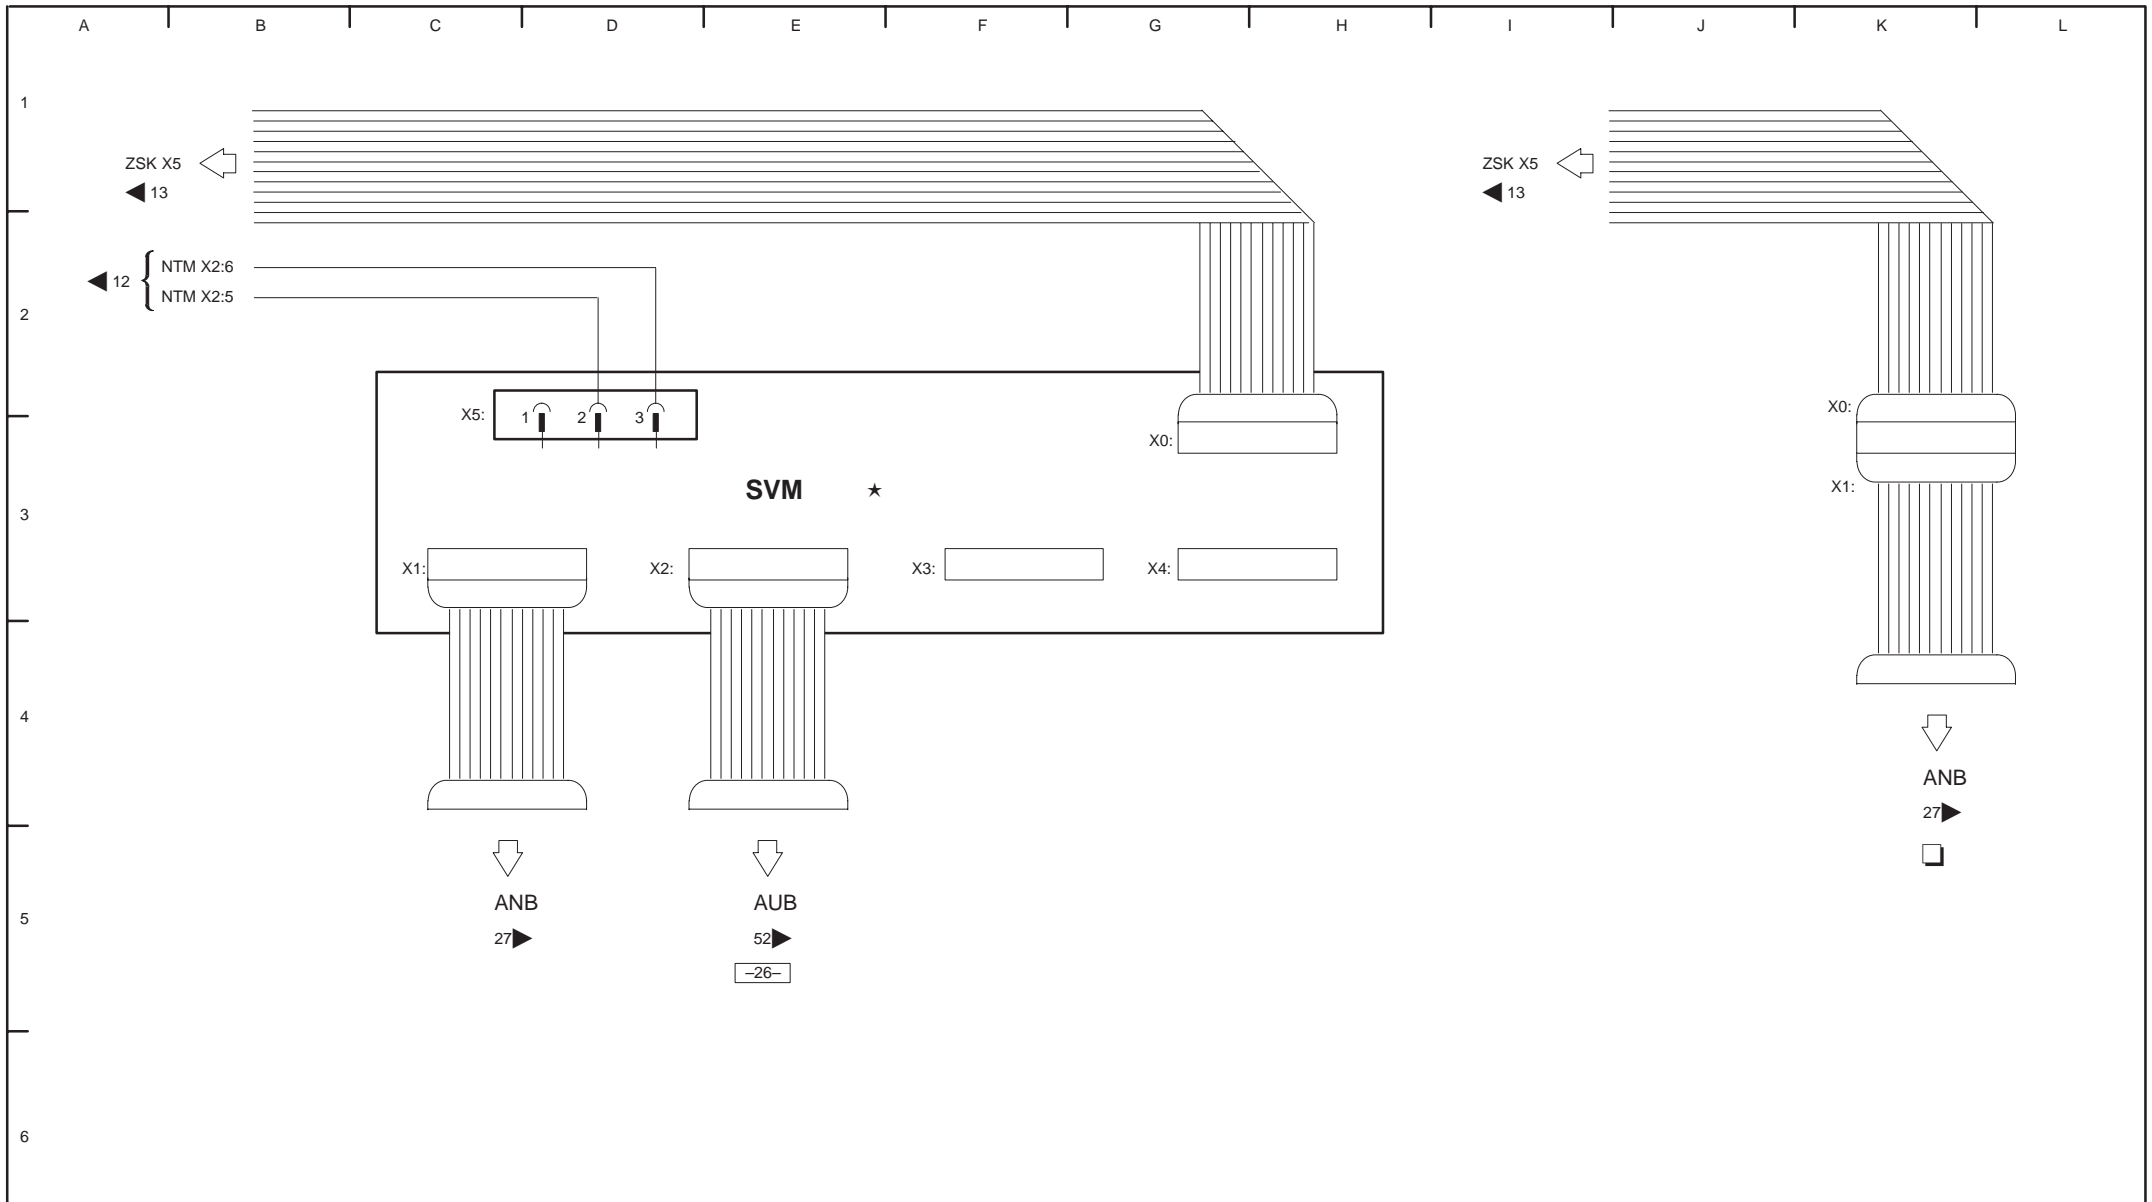 A B C D E F G H I J K L
1
ZSK X5 ZSK X5
13 13
NTM X2:6
12
NTM X2:5
2
X5: 1 2 3
X0:
X0:
SVM ★
X1:
3
X1: X2: X3: X4:
4
ANB
27
ANB AUB
5
27 52
–26–
6